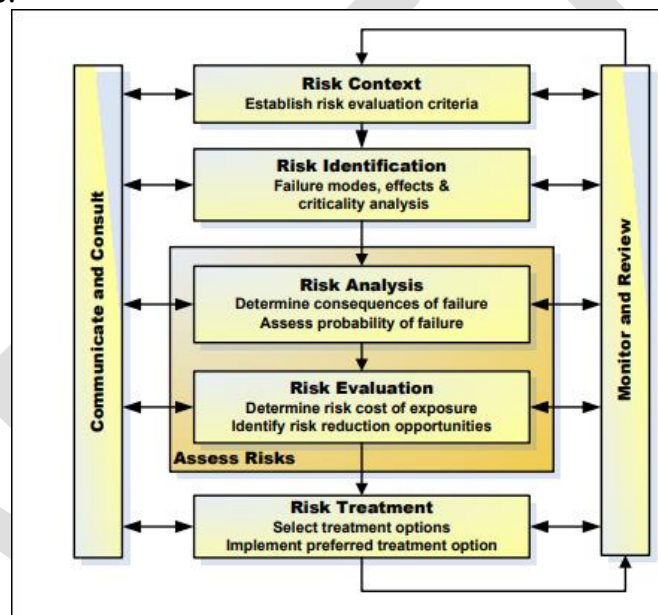 Risk Context
Establish risk evaluation criteria
Risk Identification
Failure modes, effects &
criticality analysis
Risk Analysis
Determine consequences of failure
Assess probability of failure
Risk Evaluation
Determine risk cost of exposure
Identify risk reduction opportunities
Assess Risks
Risk Treatment
Select treatment options
Implement preferred treatment option
Communicate and Consult
Monitor and Review